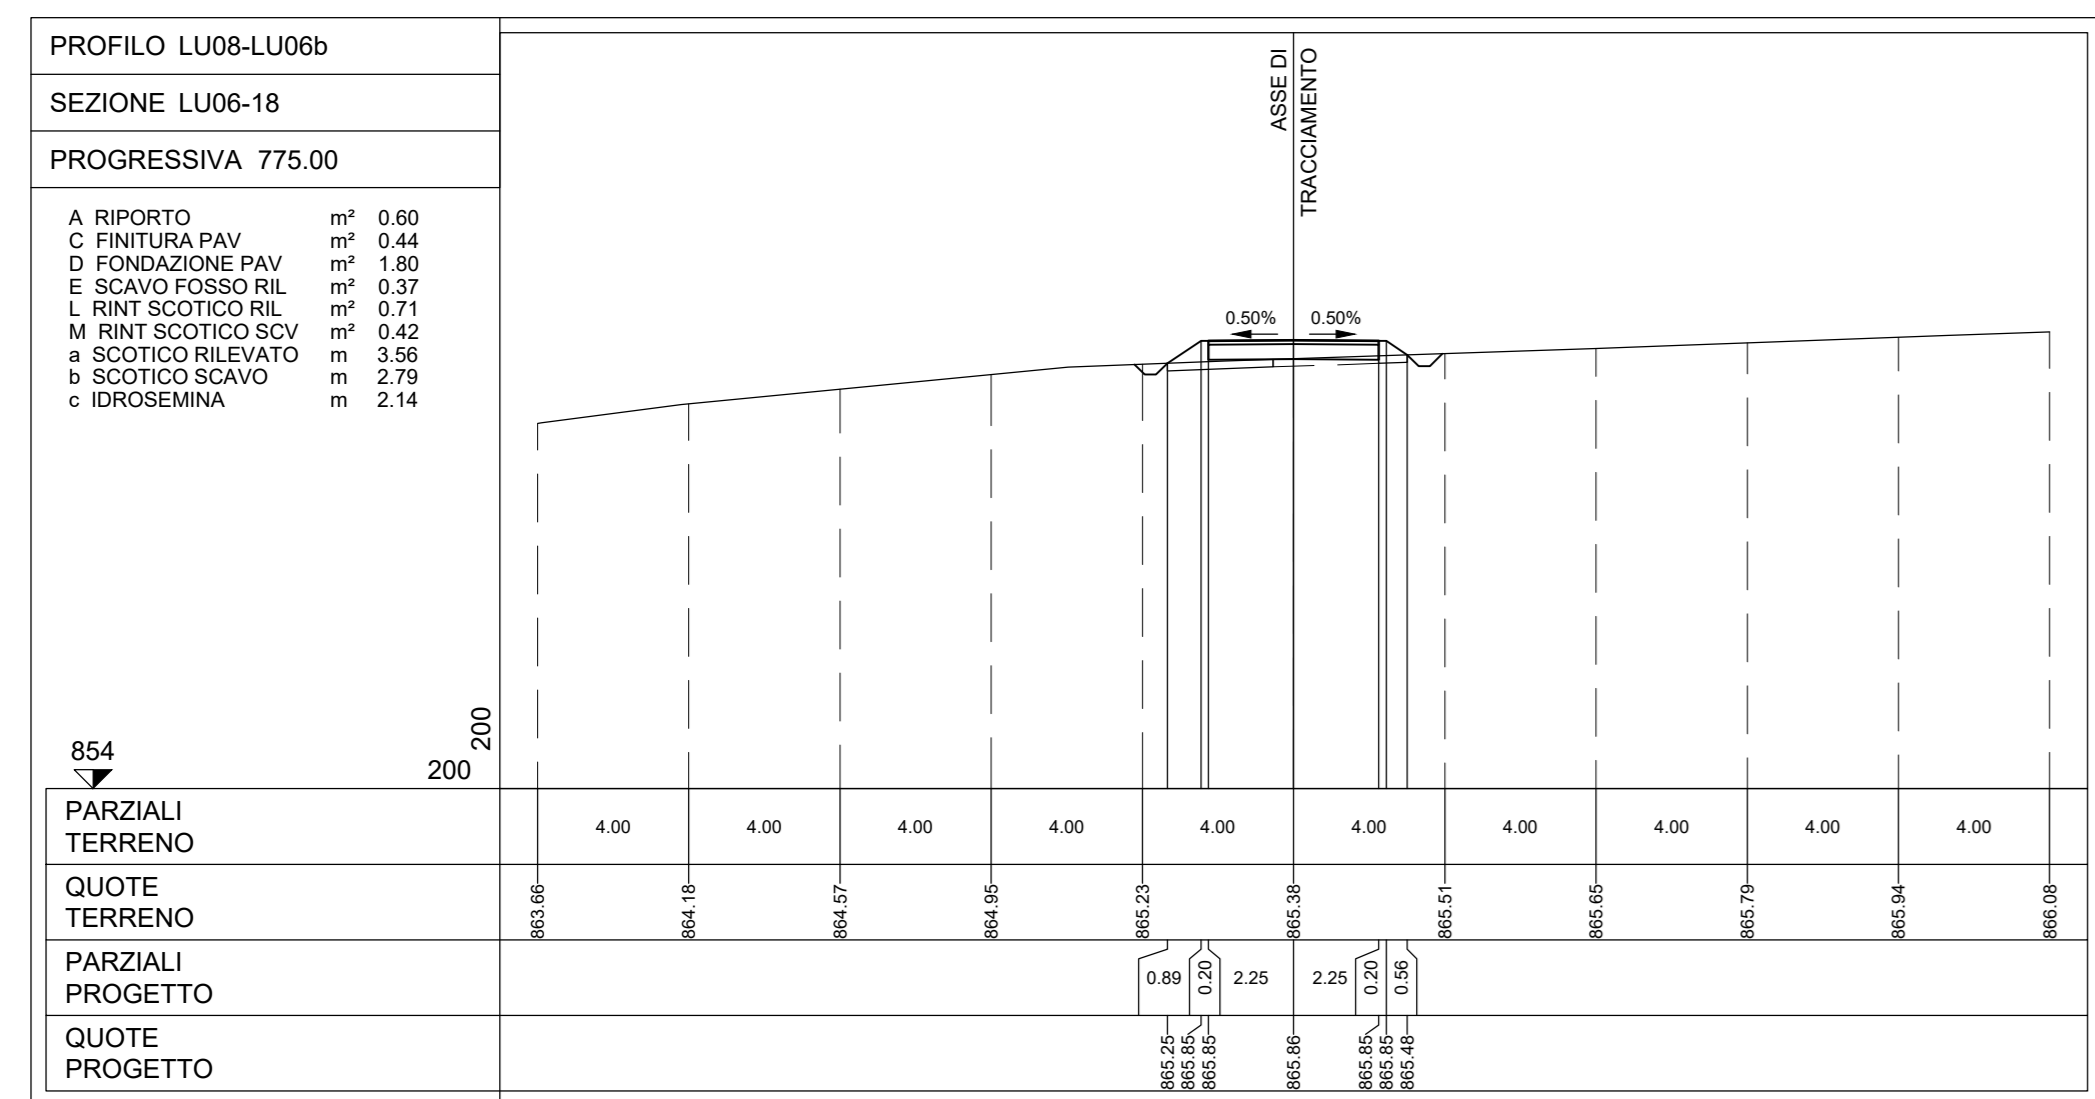 PROFILO LU08-LU06b
SEZIONE LU06-18
PROGRESSIVA 775.00
A RIPORTO m² 0.60
C FINITURA PAV m² 0.44
D FONDAZIONE PAV m² 1.80
E SCAVO FOSSO RIL m² 0.37
L RINT SCOTICO RIL m² 0.71
M RINT SCOTICO SCV m² 0.42
a SCOTICO RILEVATO m 3.56
b SCOTICO SCAVO m 2.79
c IDROSEMINA m 2.14
ASSE DI
TRACCIAMENTO
0.50% 0.50%
854
200
200
PARZIALI
TERRENO
4.00 4.00 4.00 4.00 4.00 4.00 4.00 4.00 4.00 4.00
QUOTE
TERRENO
863.66 864.18 864.57 864.95 865.23 865.38 865.51 865.65 865.79 865.94 866.08
PARZIALI
PROGETTO
0.89 0.20 2.25 2.25 0.20 0.56
QUOTE
PROGETTO
865.25 865.85 865.85 865.86 865.85 865.85 865.48